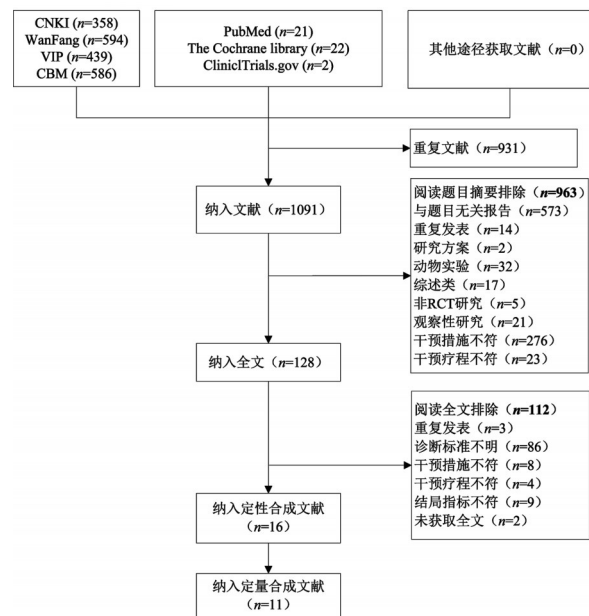 CNKI (n=358)
WanFang (n=594)
VIP (n=439)
CBM (n=586)
PubMed (n=21)
The Cochrane library (n=22)
CliniclTrials.gov (n=2)
其他途径获取文献（n=0）
重复文献（n=931）
纳入文献（n=1091）
阅读题目摘要排除（n=963）
与题目无关报告（n=573）
重复发表（n=14）
研究方案（n=2）
动物实验（n=32）
综述类（n=17）
非RCT研究（n=5）
观察性研究（n=21）
干预措施不符（n=276）
干预疗程不符（n=23）
纳入全文（n=128）
阅读全文排除（n=112）
重复发表（n=3）
诊断标准不明（n=86）
干预措施不符（n=8）
干预疗程不符（n=4）
结局指标不符（n=9）
未获取全文（n=2）
纳入定性合成文献
（n=16）
纳入定量合成文献
（n=11）